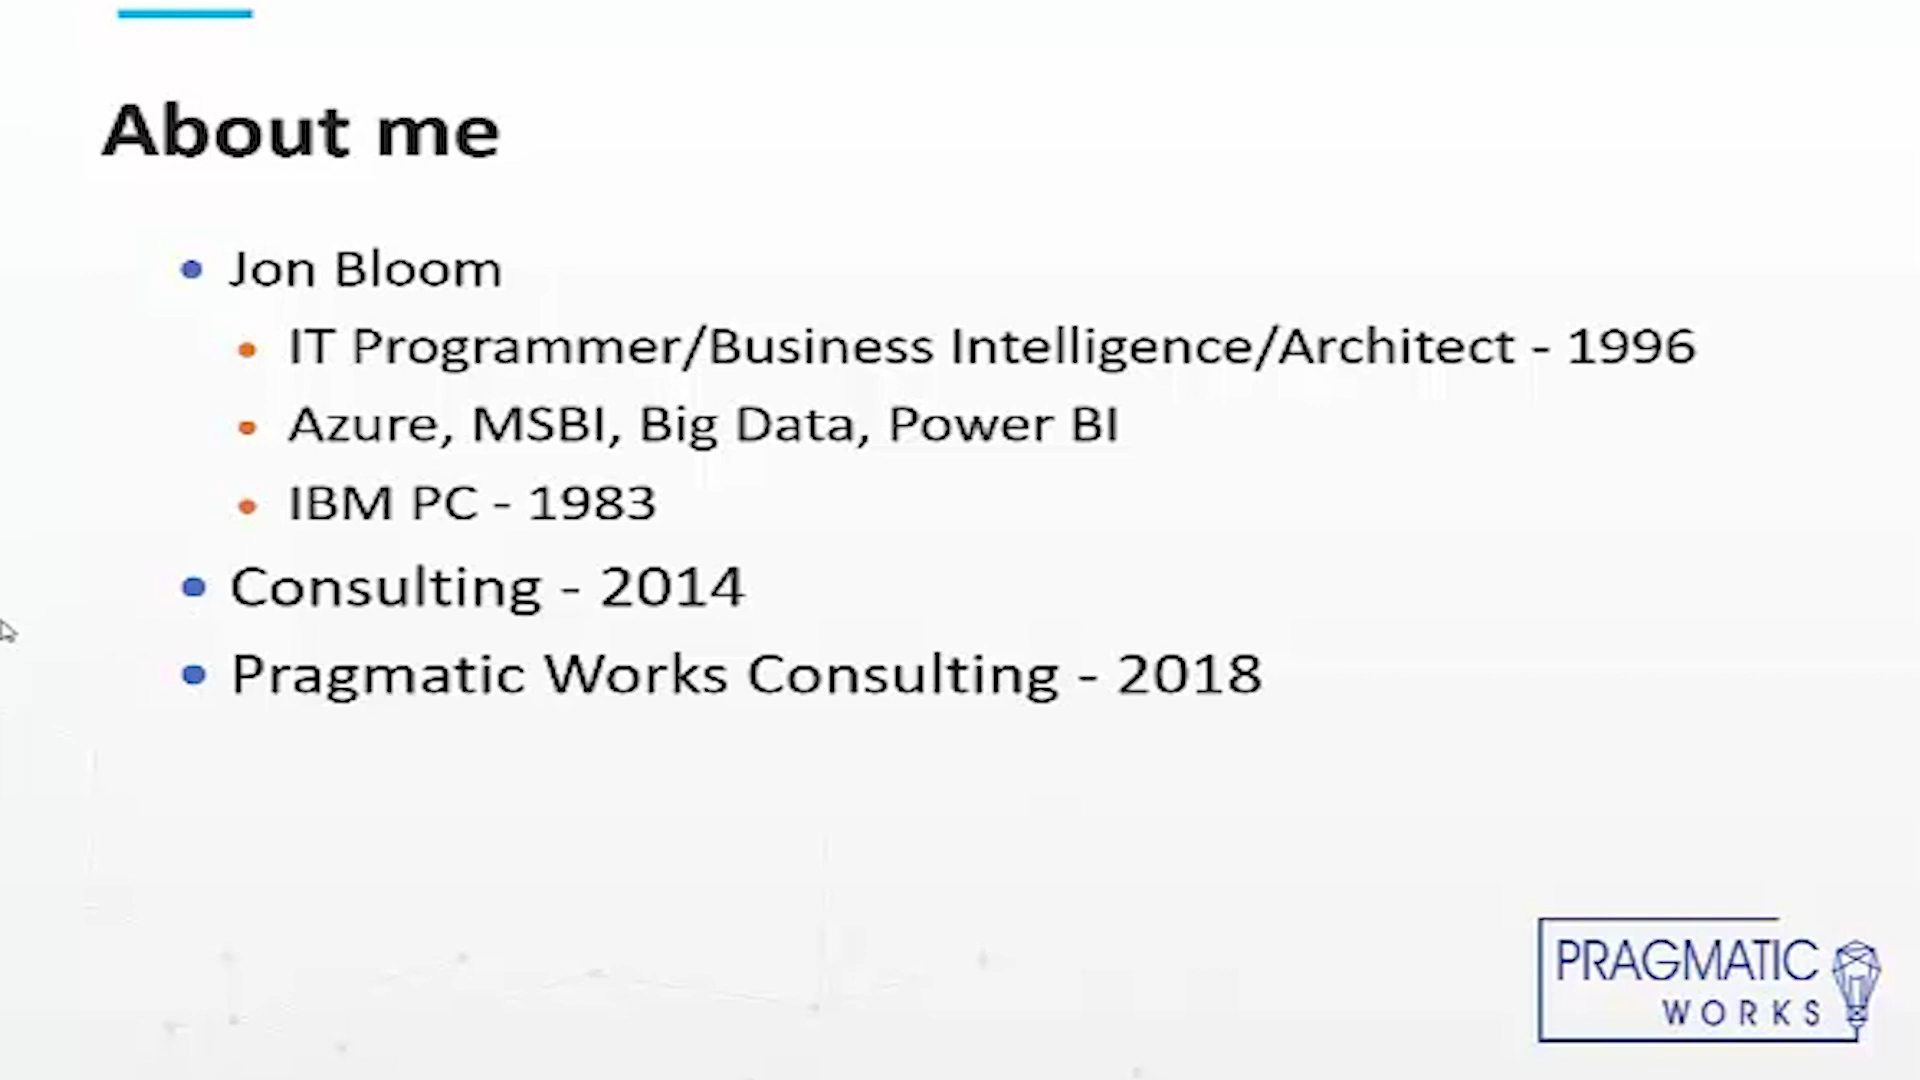 About me
Jon Bloom
IT Programmer/Business Intelligence/Architect - 1996
Azure, MSBI, Big Data, Power BI
IBM PC - 1983
Consulting - 2014
Pragmatic Works Consulting - 2018
PRAGMATIC
WORKS